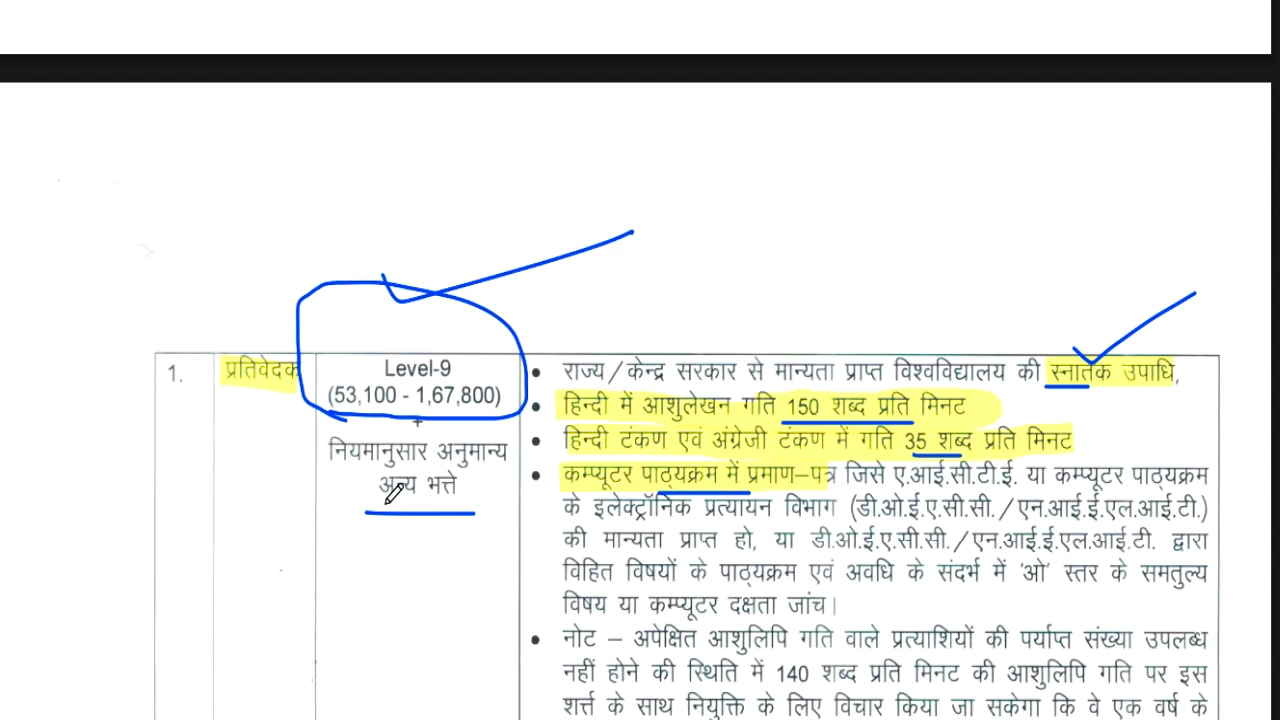 1.
प्रतिवेदक
Level-9
(53,100 - 1,67,800)
+
नियमानुसार अनुमान्य
अन्य भत्ते
• राज्य/केन्द्र सरकार से मान्यता प्राप्त विश्वविद्यालय की स्नातक उपाधि,
• हिन्दी में आशुलेखन गति 150 शब्द प्रति मिनट
• हिन्दी टंकण एवं अंग्रेजी टंकण में गति 35 शब्द प्रति मिनट
• कम्प्यूटर पाठ्यक्रम में प्रमाण–पत्र जिसे ए.आई.सी.टी.ई. या कम्प्यूटर पाठ्यक्रम
के इलेक्ट्रॉनिक प्रत्यायन विभाग (डी.ओ.ई.ए.सी.सी./एन.आई.ई.एल.आई.टी.)
की मान्यता प्राप्त हो, या डी.ओ.ई.ए.सी.सी./एन.आई.ई.एल.आई.टी. द्वारा
विहित विषयों के पाठ्यक्रम एवं अवधि के संदर्भ में 'ओ' स्तर के समतुल्य
विषय या कम्प्यूटर दक्षता जांच।
• नोट – अपेक्षित आशुलिपि गति वाले प्रत्याशियों की पर्याप्त संख्या उपलब्ध
नहीं होने की स्थिति में 140 शब्द प्रति मिनट की आशुलिपि गति पर इस
शर्त्त के साथ नियुक्ति के लिए विचार किया जा सकेगा कि वे एक वर्ष के